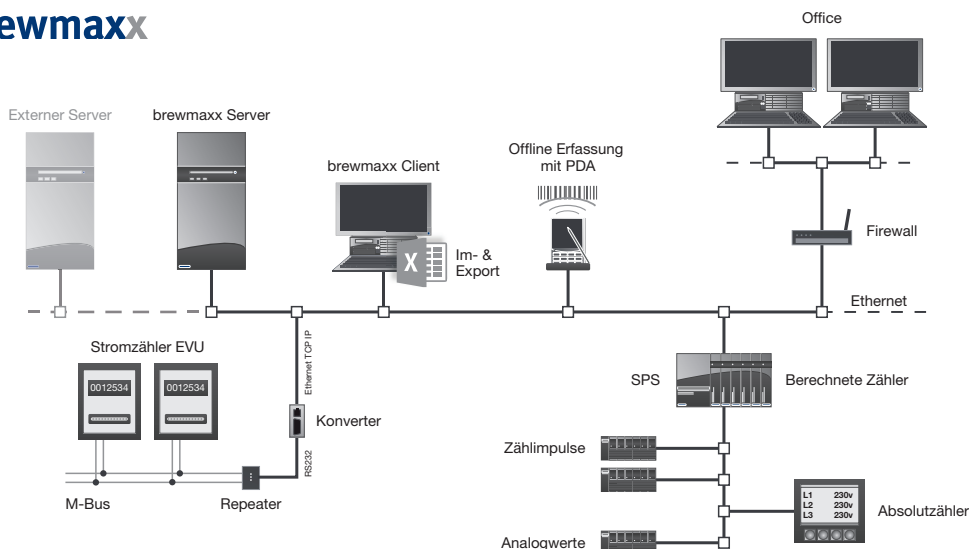 ewmaxx
Office
Externer Server
brewmaxx Server
Offline Erfassung
mit PDA
brewmaxx Client
Im- &
Export
X
Firewall
Ethernet
Ethernet TCP IP
Stromzähler EVU
0012534
0012534
SPS
Berechnete Zähler
Konverter
RS232
Zählimpulse
M-Bus
Repeater
L1 230v
L2 230v
L3 230v
Absolutzähler
Analogwerte